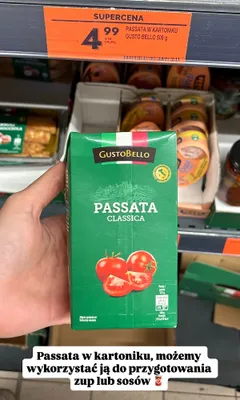 SUPERCENA
4 99
PASSATA W KARTONIKU
GUSTO BELLO 500 g
GUSTOBELLO
PASSATA
CLASSICA
Passata w kartoniku, możemy
wykorzystać ją do przygotowania
zup lub sosów